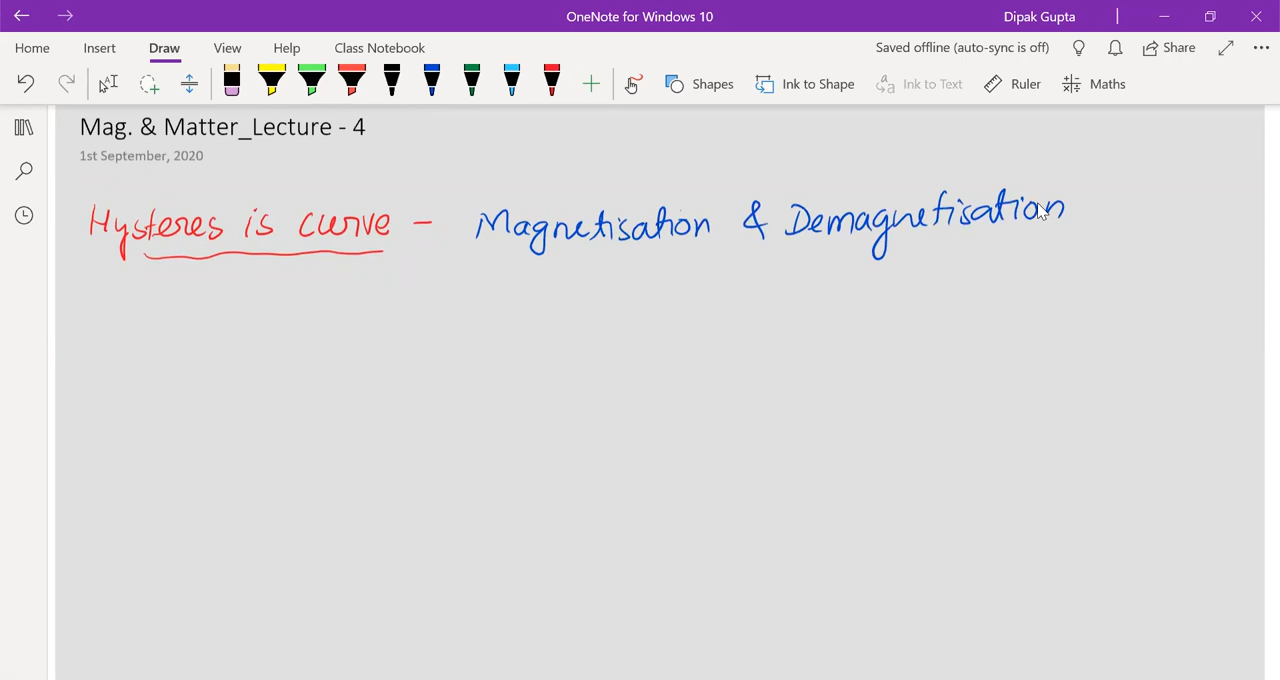 OneNote for Windows 10
Dipak Gupta
Home Insert Draw View Help Class Notebook
Saved offline (auto-sync is off)
Share
Shapes
Ink to Shape
Ink to Text
Ruler
Maths
Mag. & Matter_Lecture - 4
1st September, 2020
Hysteres is curve - Magnetisation & Demagnetisation